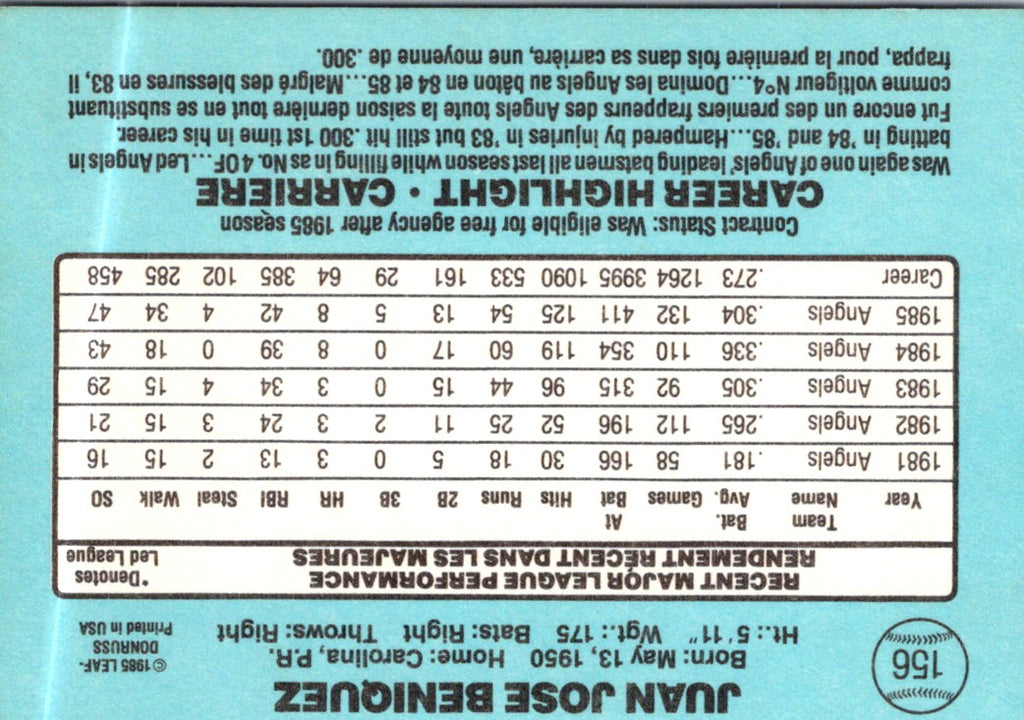 156
JUAN JOSE BENIQUEZ
Born: May 13, 1950 Home: Carolina, P.R.
Ht.: 5'11" Wgt.: 175 Bats: Right Throws: Right
© 1985 LEAF-
DONRUSS
Printed in USA
RECENT MAJOR LEAGUE PERFORMANCE
RENDEMENT RÉCENT DANS LES MAJEURES
*Denotes
Led League
Year Team Name Bat. Avg. Games At Bat Hits Runs 2B 3B HR RBI Steal Walk SO
1981 Angels .181 58 166 30 18 5 0 3 13 2 15 16
1982 Angels .265 112 196 52 25 11 2 3 24 3 15 21
1983 Angels .305 92 315 96 44 15 0 3 34 4 15 29
1984 Angels .336 110 354 119 60 17 0 8 39 0 18 43
1985 Angels .304 132 411 125 54 13 5 8 42 4 34 47
Career .273 1264 3995 1090 533 161 29 64 385 102 285 458
Contract Status: Was eligible for free agency after 1985 season
CAREER HIGHLIGHT • CARRIERE
Was again one of Angels' leading batsmen all last season while filling in as No. 4 OF...Led Angels in
batting in '84 and '85...Hampered by injuries in '83 but still hit .300 1st time in his career.
Fut encore un des premiers frappeurs des Angels toute la saison dernière tout en se substituant
comme voltigeur N°4...Domina les Angels au bâton en 84 et 85...Malgré des blessures en 83, il
frappa, pour la première fois dans sa carrière, une moyenne de .300.